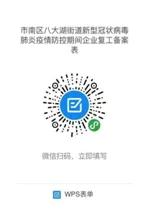 市南区八大湖街道新型冠状病毒
肺炎疫情防控期间企业复工备案
表
微信扫码，立即填写
WPS表单